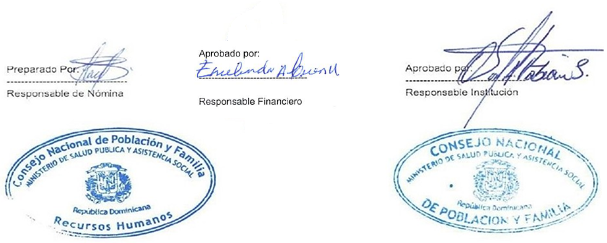 Preparado Por:
Responsable de Nómina
Aprobado por:
Responsable Financiero
Aprobado por
Responsable Institución
Consejo Nacional de Población y Familia
MINISTERIO DE SALUD PUBLICA Y ASISTENCIA SOCIAL
República Dominicana
Recursos Humanos
CONSEJO NACIONAL
MINISTERIO DE SALUD PUBLICA Y ASISTENCIA SOCIAL
República Dominicana
DE POBLACIÓN Y FAMILIA